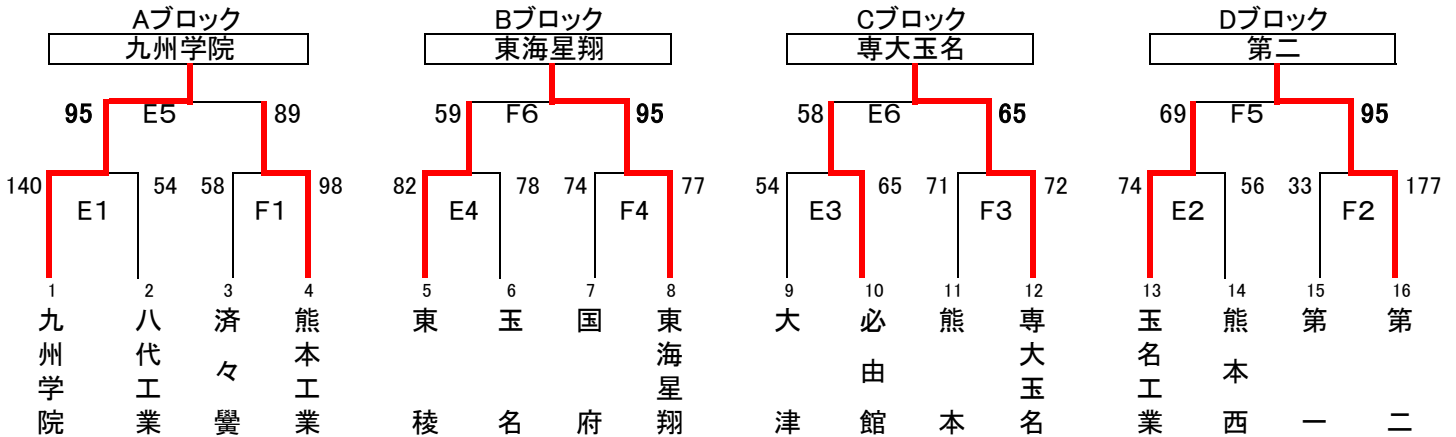 Aブロック Bブロック Cブロック Dブロック
九州学院 東海星翔 専大玉名 第二
95 E5 89 59 F6 95 58 E6 65 69 F5 95
140 54 58 98 82 78 74 77 54 65 71 72 74 56 33 177
E1 F1 E4 F4 E3 F3 E2 F2
1 2 3 4 5 6 7 8 9 10 11 12 13 14 15 16
九州学院
八代工業
済々黌
熊本工業
東稜
玉名
国府
東海星翔
大津
必由館
熊本
専大玉名
玉名工業
熊本西
第一
第二